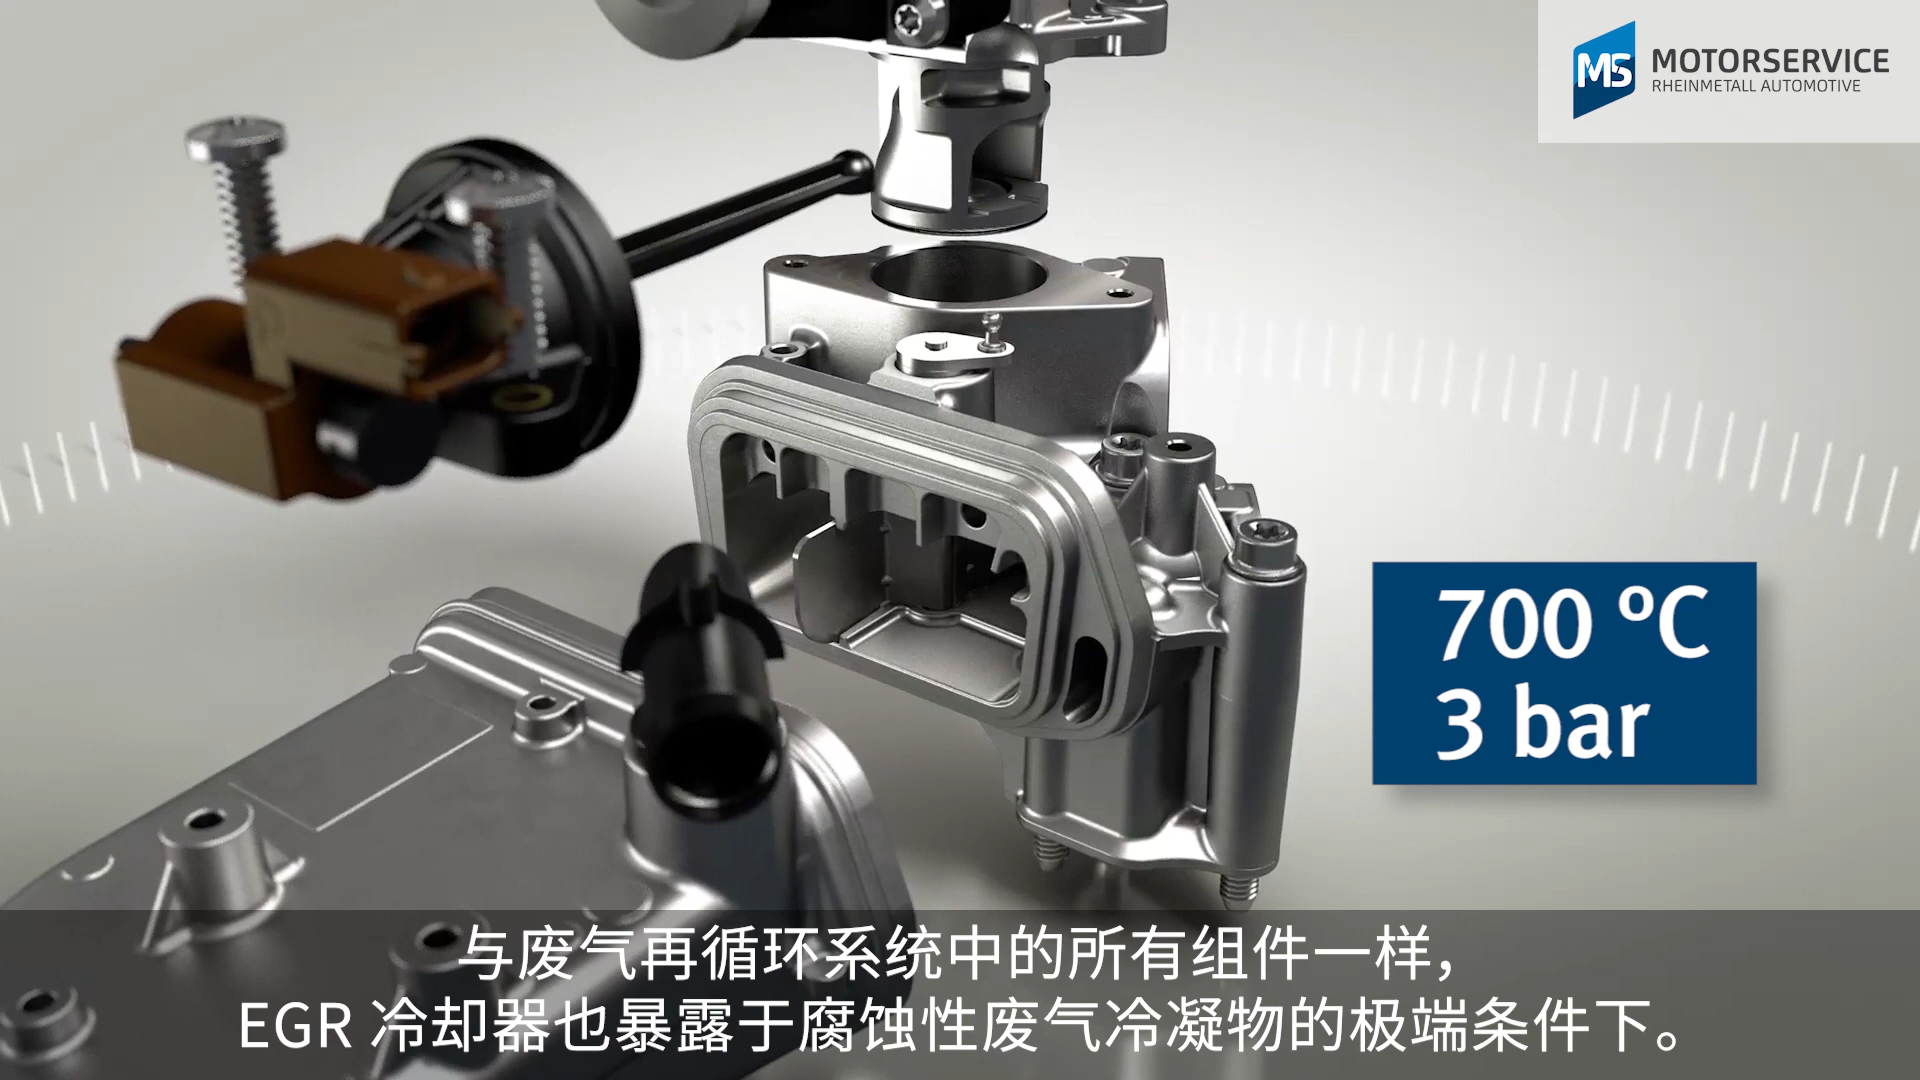 MS MOTORSERVICE
RHEINMETALL AUTOMOTIVE
700 °C
3 bar
与废气再循环系统中的所有组件一样，
EGR 冷却器也暴露于腐蚀性废气冷凝物的极端条件下。